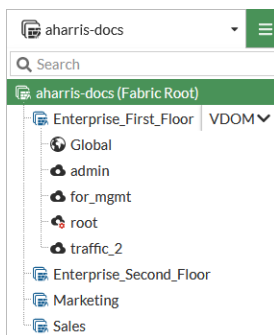 aharris-docs
Search
aharris-docs (Fabric Root)
Enterprise_First_Floor VDOM
Global
admin
for_mgmt
root
traffic_2
Enterprise_Second_Floor
Marketing
Sales